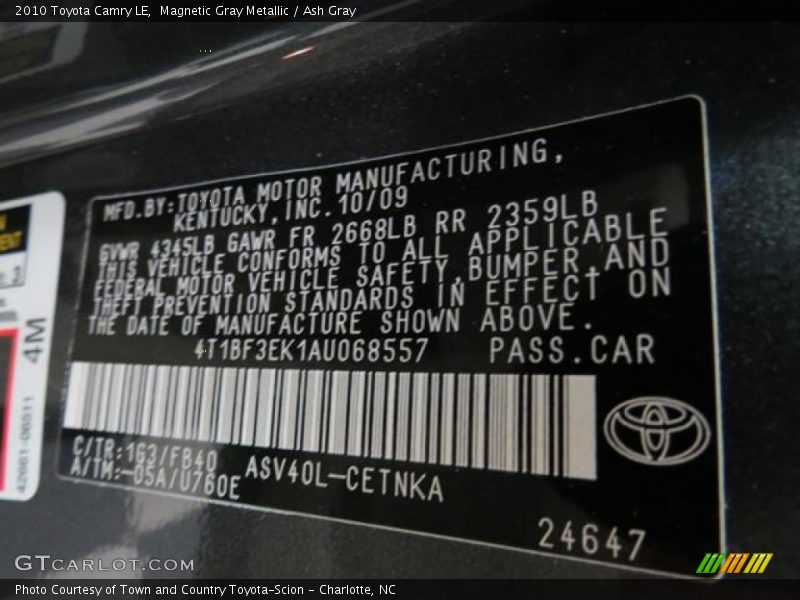 2010 Toyota Camry LE, Magnetic Gray Metallic / Ash Gray
MFD.BY:TOYOTA MOTOR MANUFACTURING,
KENTUCKY,INC.10/09
GVWR 4345LB GAWR FR 2668LB RR 2359LB
THIS VEHICLE CONFORMS TO ALL APPLICABLE
FEDERAL MOTOR VEHICLE SAFETY,BUMPER,AND
THEFT PREVENTION STANDARDS IN EFFECT ON
THE DATE OF MANUFACTURE SHOWN ABOVE.
4T1BF3EK1AU068557 PASS.CAR
C/TR:163/FB40
A/TM:-05A/U760E
ASV40L-CETNKA
24647
4M
42661-06511
GTCARLOT.COM
Photo Courtesy of Town and Country Toyota-Scion - Charlotte, NC